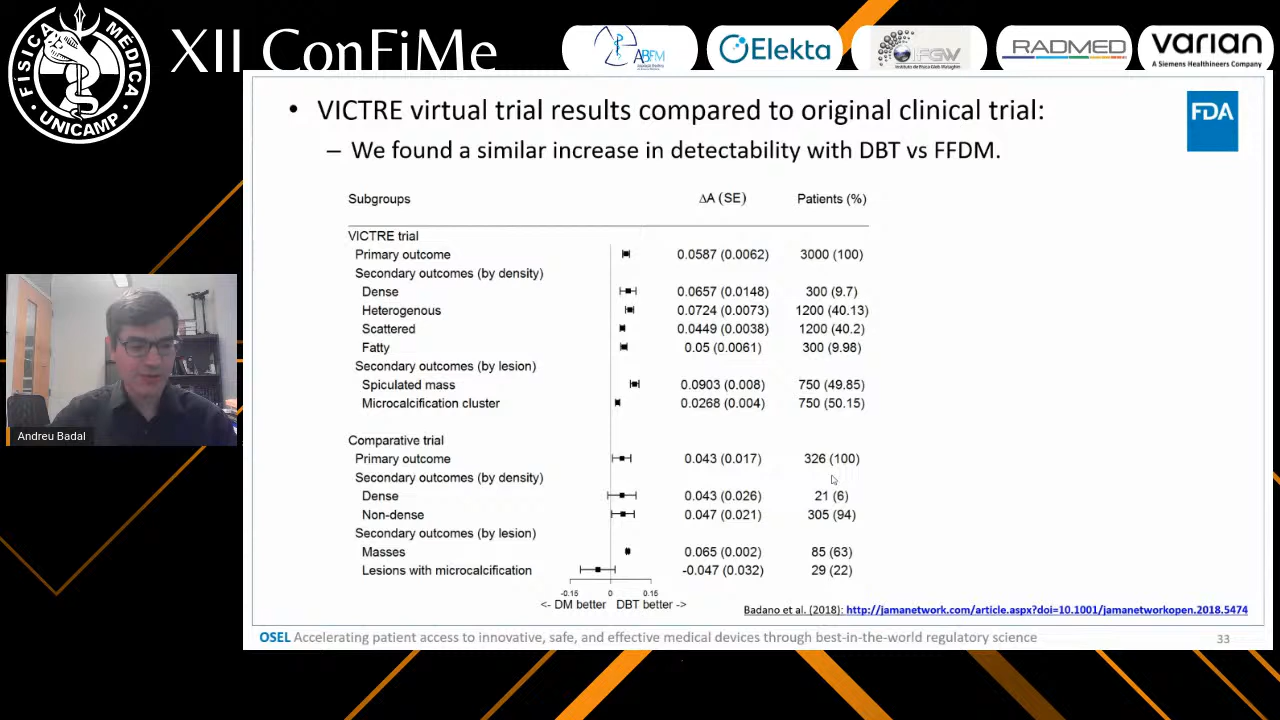 FÍSICA MÉDICA
UNICAMP
XII ConFiMe
ABFM
Elekta
IFGW
Instituto de Física Gleb Wataghin
RADMED
varian
A Siemens Healthineers Company
• VICTRE virtual trial results compared to original clinical trial:
FDA
– We found a similar increase in detectability with DBT vs FFDM.
Subgroups ΔA (SE) Patients (%)
VICTRE trial
Primary outcome 0.0587 (0.0062) 3000 (100)
Secondary outcomes (by density)
Dense 0.0657 (0.0148) 300 (9.7)
Heterogenous 0.0724 (0.0073) 1200 (40.13)
Scattered 0.0449 (0.0038) 1200 (40.2)
Fatty 0.05 (0.0061) 300 (9.98)
Secondary outcomes (by lesion)
Spiculated mass 0.0903 (0.008) 750 (49.85)
Microcalcification cluster 0.0268 (0.004) 750 (50.15)
Comparative trial
Primary outcome 0.043 (0.017) 326 (100)
Secondary outcomes (by density)
Dense 0.043 (0.026) 21 (6)
Non-dense 0.047 (0.021) 305 (94)
Secondary outcomes (by lesion)
Masses 0.065 (0.002) 85 (63)
Lesions with microcalcification -0.047 (0.032) 29 (22)
-0.15 0 0.15
<- DM better DBT better ->
Badano et al. (2018): http://jamanetwork.com/article.aspx?doi=10.1001/jamanetworkopen.2018.5474
OSEL Accelerating patient access to innovative, safe, and effective medical devices through best-in-the-world regulatory science 33
Andreu Badal